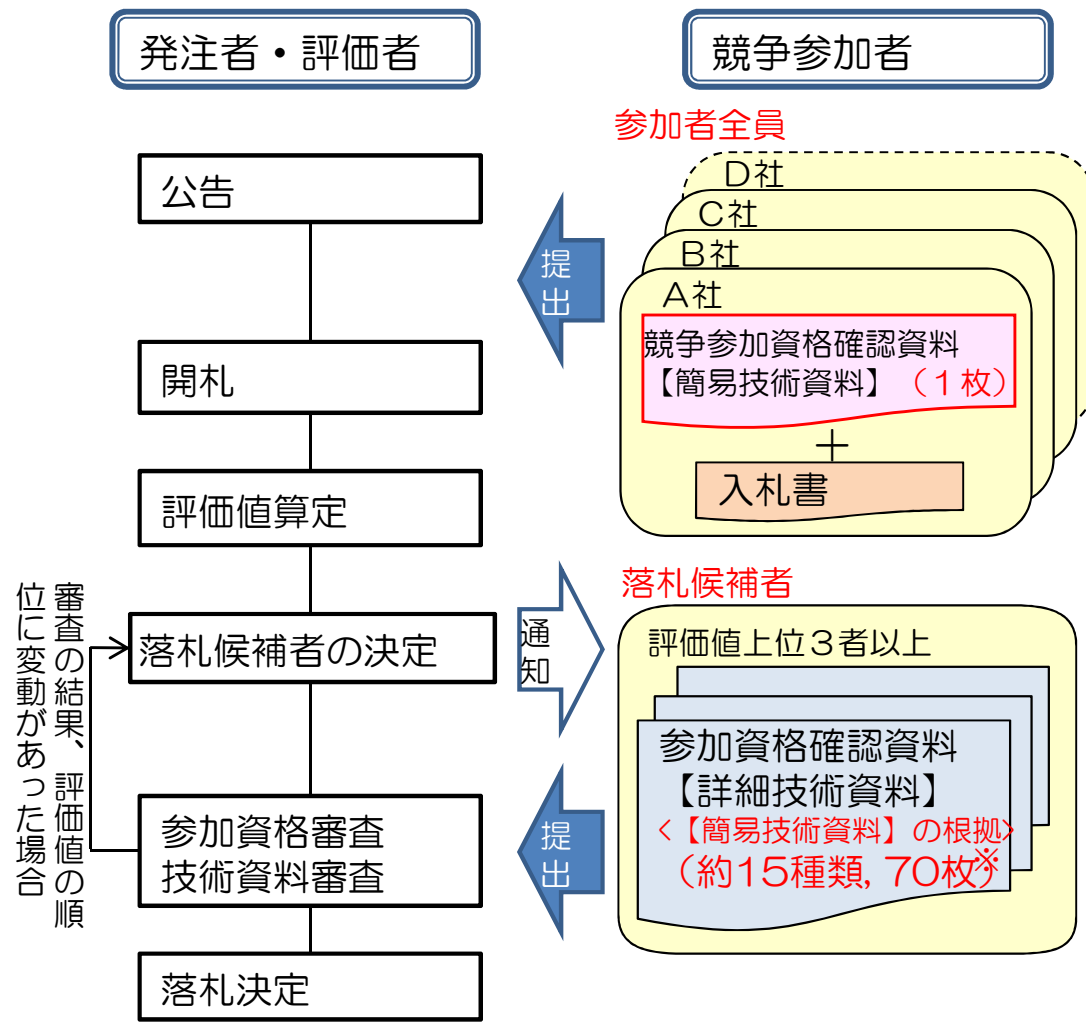 発注者・評価者
競争参加者
参加者全員
公告
D社
C社
B社
A社
提
出
競争参加資格確認資料
【簡易技術資料】（１枚）
＋
入札書
開札
評価値算定
落札候補者の決定
通
知
落札候補者
評価値上位３者以上
参加資格確認資料
【詳細技術資料】
<【簡易技術資料】の根拠>
（約15種類, 70枚※）
審査の結果、評価値の順
位に変動があった場合
参加資格審査
技術資料審査
提
出
落札決定